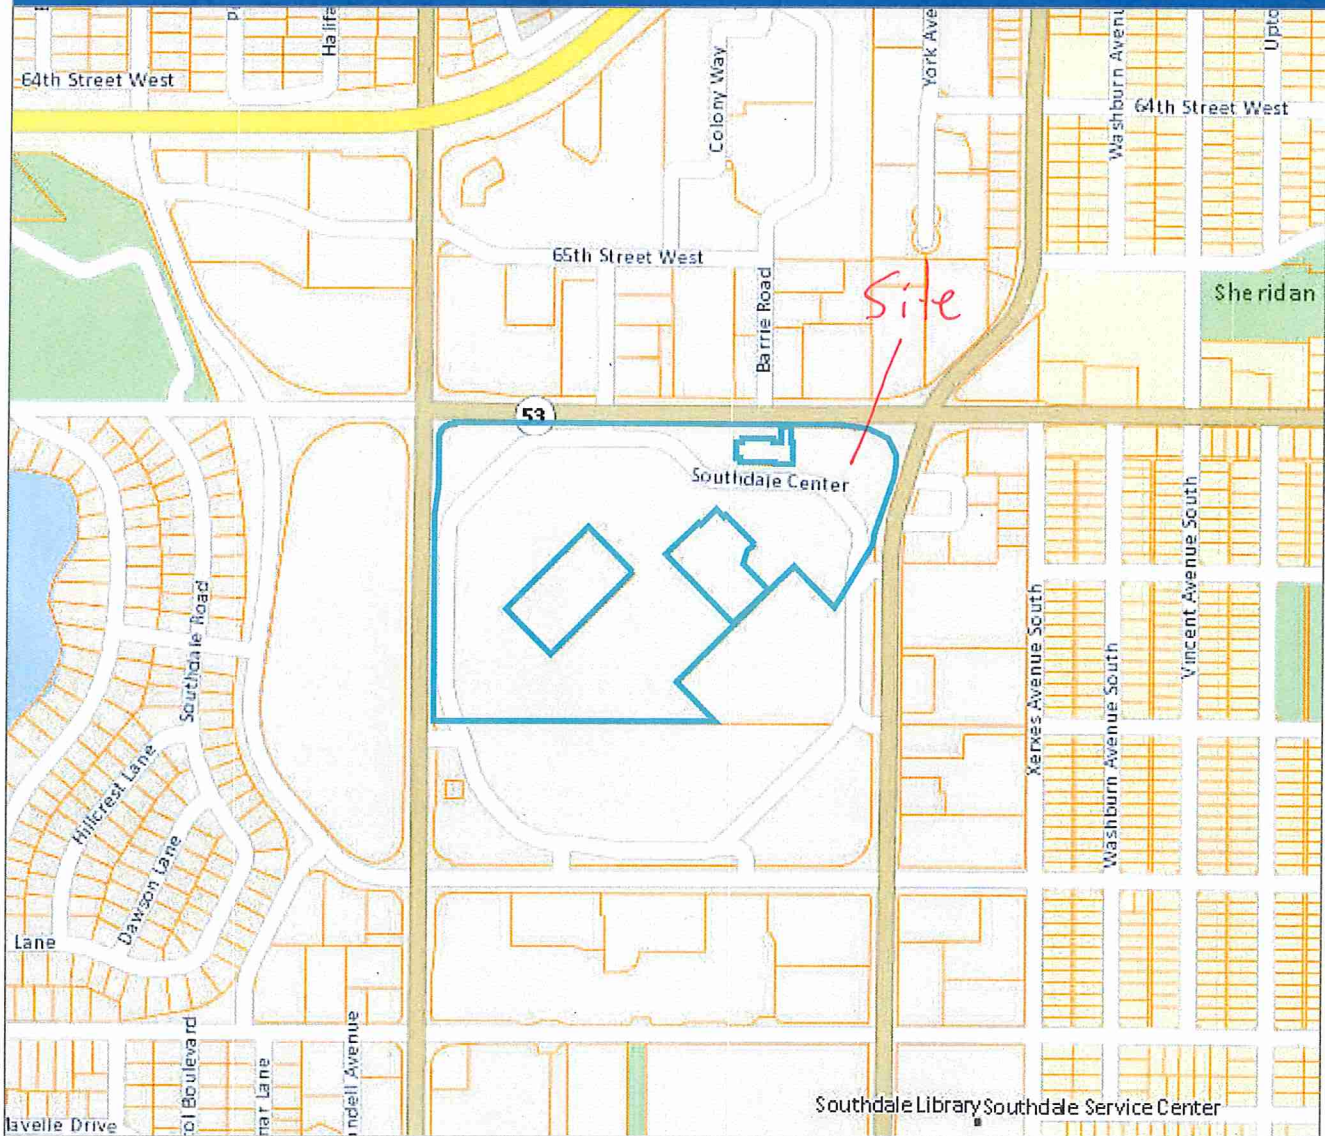 Halifa
64th Street West
Colony Way
York Ave
Washburn Avenu
Upto
64th Street West
65th Street West
Barrie Road
Site
Sheridan
53
Southdale Center
Southdale Road
Vincent Avenue South
Xerxes Avenue South
Washburn Avenue South
Hillcrest Lane
Dawson Lane
Lane
tol Boulevard
mar Lane
ndell Avenue
lavelle Drive
Southdale Library
Southdale Service Center